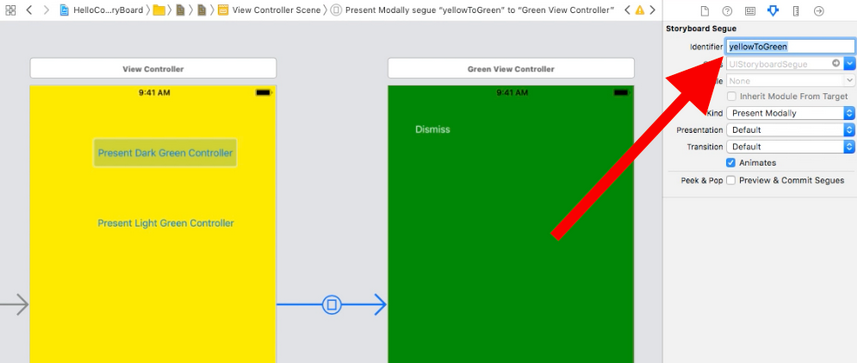 HelloCo...ryBoard View Controller Scene Present Modally segue “yellowToGreen” to “Green View Controller”
Storyboard Segue
Identifier yellowToGreen
UIStoryboardSegue
None
Inherit Module From Target
Kind Present Modally
Presentation Default
Transition Default
Animates
Peek & Pop Preview & Commit Segues
View Controller
9:41 AM
Present Dark Green Controller
Present Light Green Controller
Green View Controller
9:41 AM
Dismiss